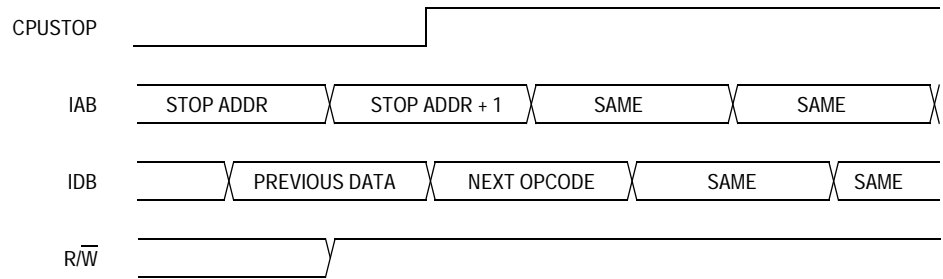 CPUSTOP
IAB STOP ADDR STOP ADDR + 1 SAME SAME
IDB PREVIOUS DATA NEXT OPCODE SAME SAME
R/W̅